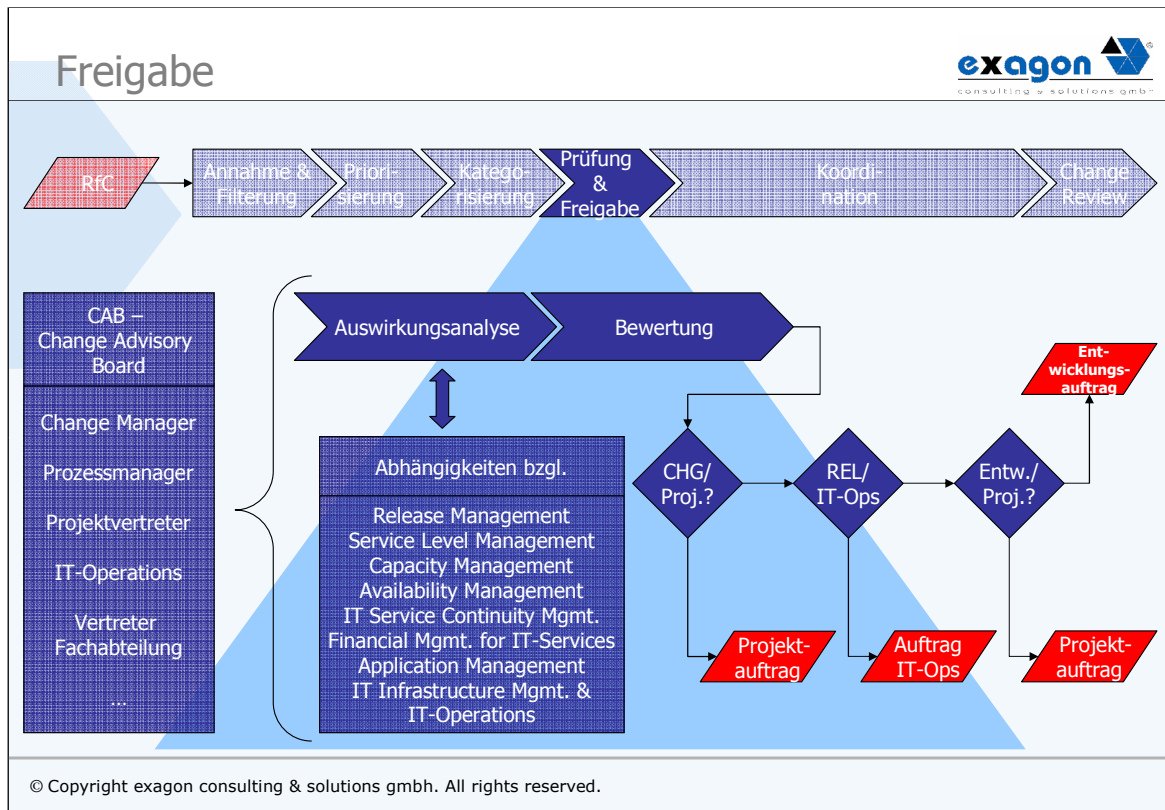 Freigabe
exagon
®
consulting & solutions gmbh
RfC
Annahme &
Filterung
Priori-
sierung
Katego-
risierung
Prüfung
&
Freigabe
Koordi-
nation
Change
Review
CAB –
Change Advisory
Board
Change Manager
Prozessmanager
Projektvertreter
IT-Operations
Vertreter
Fachabteilung
...
Auswirkungsanalyse
Bewertung
Abhängigkeiten bzgl.
Release Management
Service Level Management
Capacity Management
Availability Management
IT Service Continuity Mgmt.
Financial Mgmt. for IT-Services
Application Management
IT Infrastructure Mgmt. &
IT-Operations
CHG/
Proj.?
REL/
IT-Ops
Entw./
Proj.?
Ent-
wicklungs-
auftrag
Projekt-
auftrag
Auftrag
IT-Ops
Projekt-
auftrag
© Copyright exagon consulting & solutions gmbh. All rights reserved.